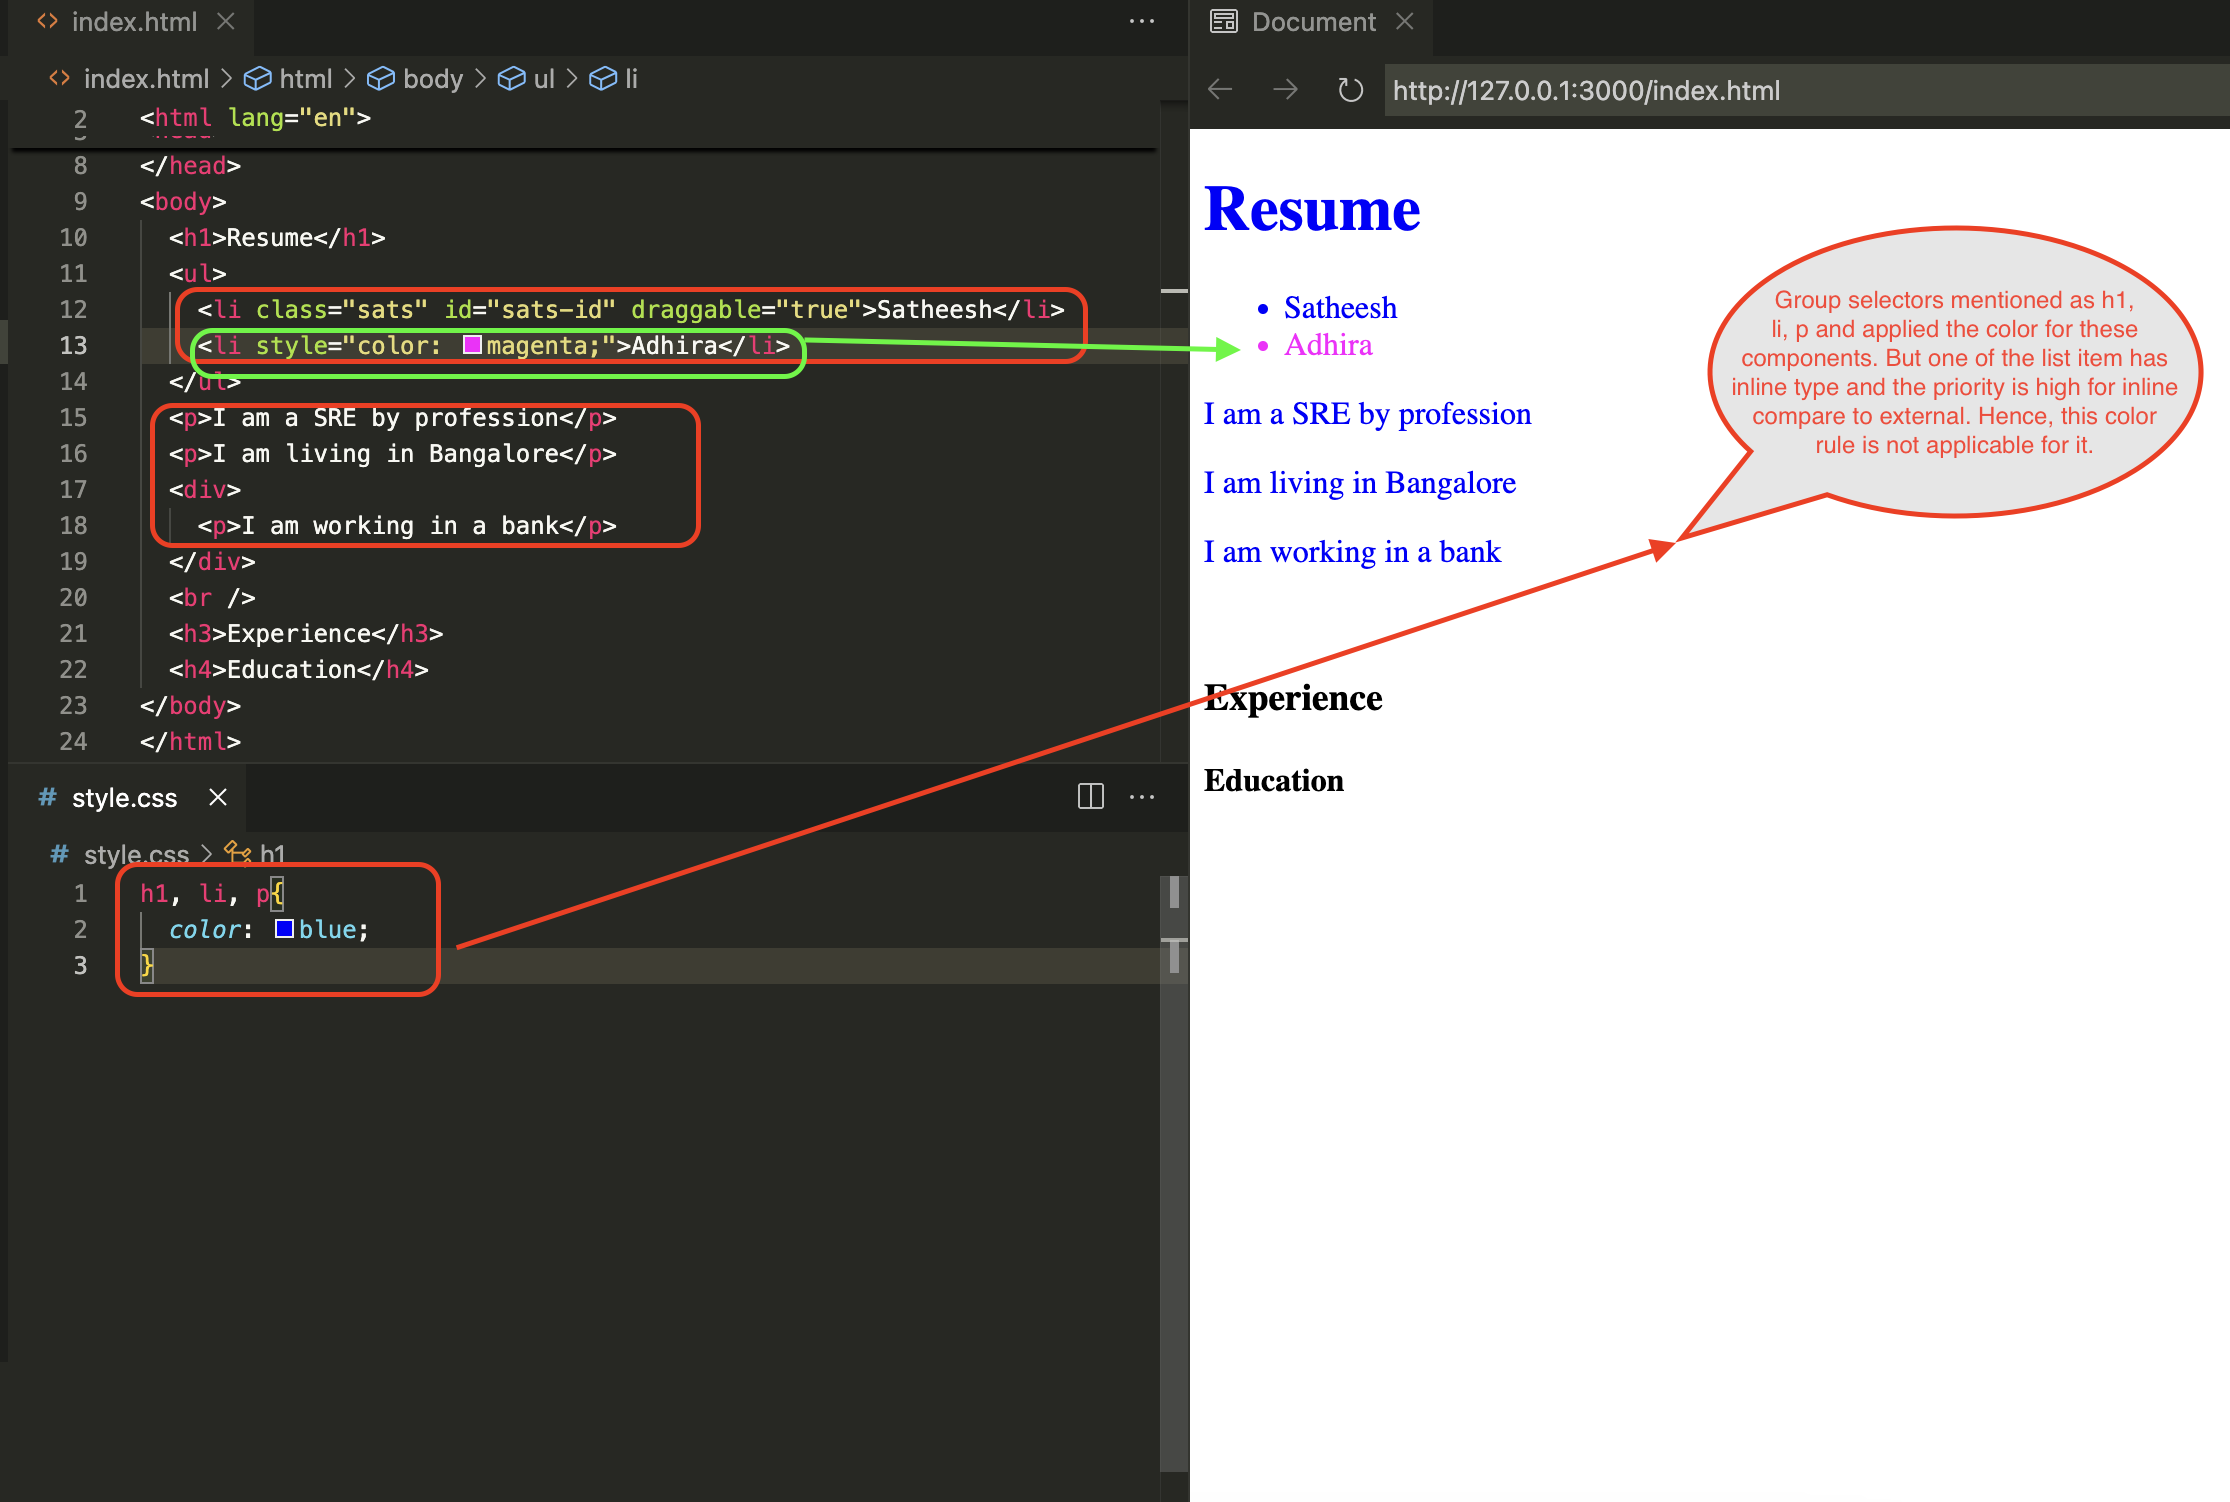 index.html
index.html > html > body > ul > li
2 <html lang="en">
8 </head>
9 <body>
10 <h1>Resume</h1>
11 <ul>
12 <li class="sats" id="sats-id" draggable="true">Satheesh</li>
13 <li style="color: magenta;">Adhira</li>
14 </ul>
15 <p>I am a SRE by profession</p>
16 <p>I am living in Bangalore</p>
17 <div>
18 <p>I am working in a bank</p>
19 </div>
20 <br />
21 <h3>Experience</h3>
22 <h4>Education</h4>
23 </body>
24 </html>
# style.css
# style.css > h1
1 h1, li, p{
2 color: blue;
3 }
Document
http://127.0.0.1:3000/index.html
Resume
• Satheesh
• Adhira
I am a SRE by profession
I am living in Bangalore
I am working in a bank
Experience
Education
Group selectors mentioned as h1,
li, p and applied the color for these
components. But one of the list item has
inline type and the priority is high for inline
compare to external. Hence, this color
rule is not applicable for it.